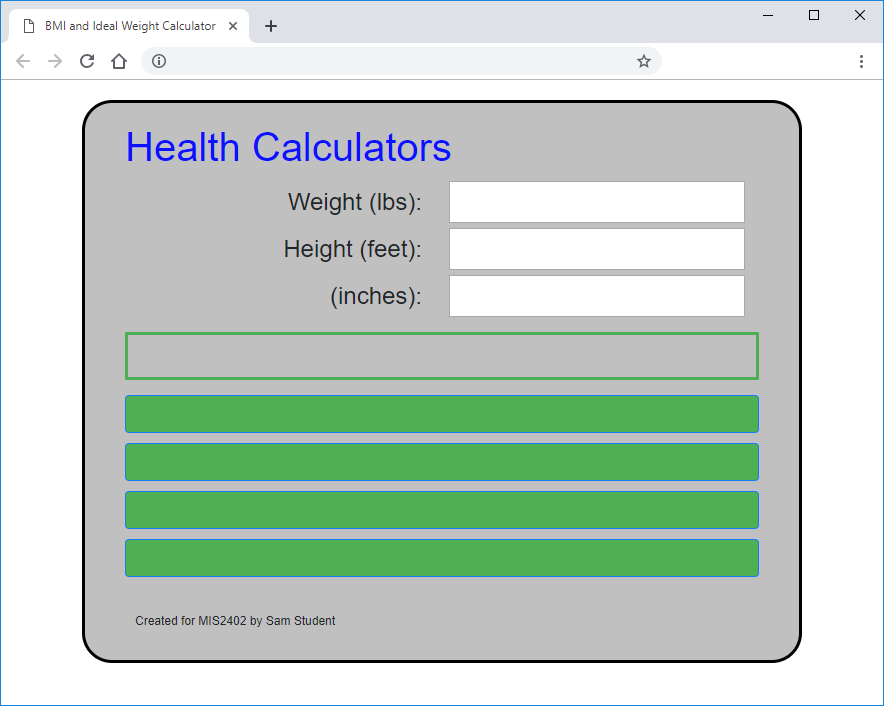 BMI and Ideal Weight Calculator
Health Calculators
Weight (lbs):
Height (feet):
(inches):
Created for MIS2402 by Sam Student